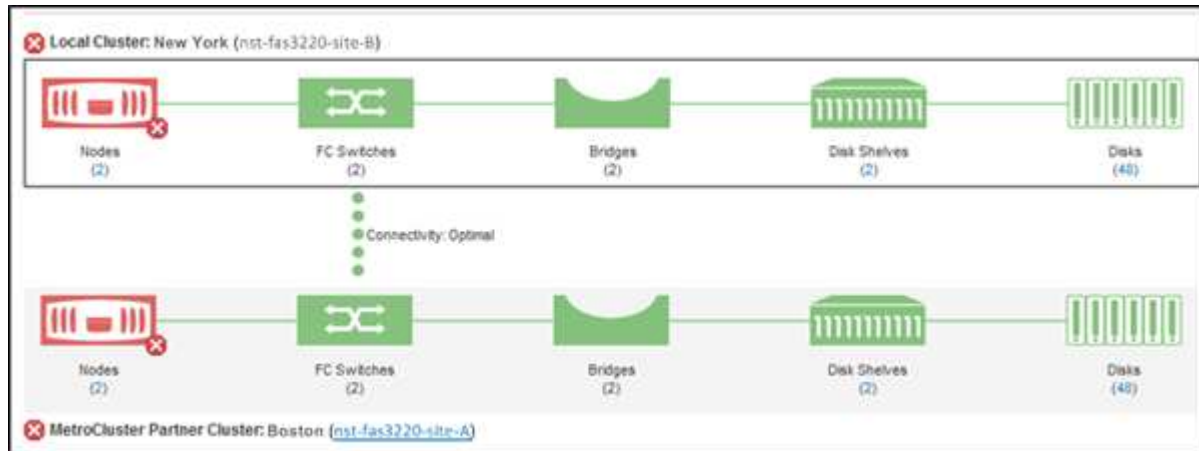 Local Cluster: New York (nst-fas3220-site-B)
Nodes FC Switches Bridges Disk Shelves Disks
(2) (2) (2) (2) (48)
Connectivity: Optimal
Nodes FC Switches Bridges Disk Shelves Disks
(2) (2) (2) (2) (48)
MetroCluster Partner Cluster: Boston (nst-fas3220-site-A)